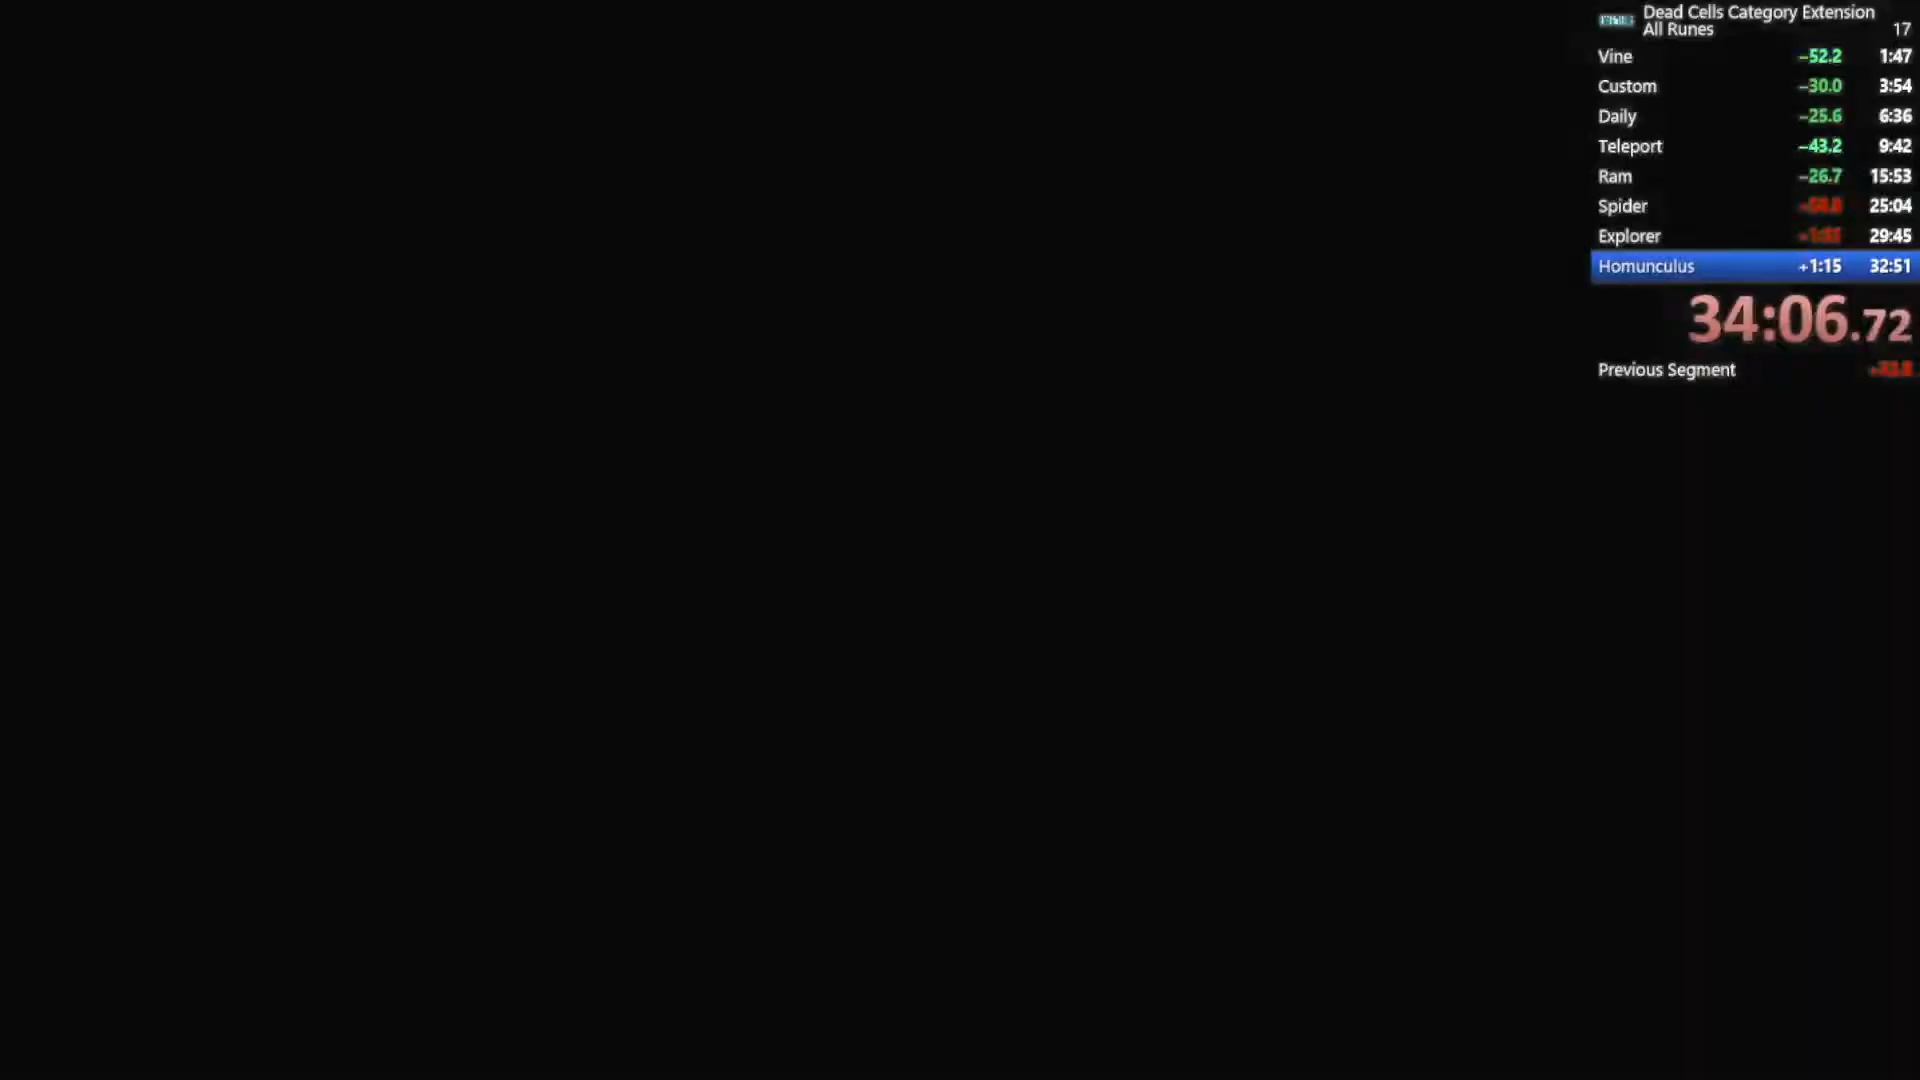 Dead Cells Category Extension
All Runes 17
Vine -52.2 1:47
Custom -30.0 3:54
Daily -25.6 6:36
Teleport -43.2 9:42
Ram -26.7 15:53
Spider 25:04
Explorer 29:45
Homunculus +1:15 32:51
34:06.72
Previous Segment